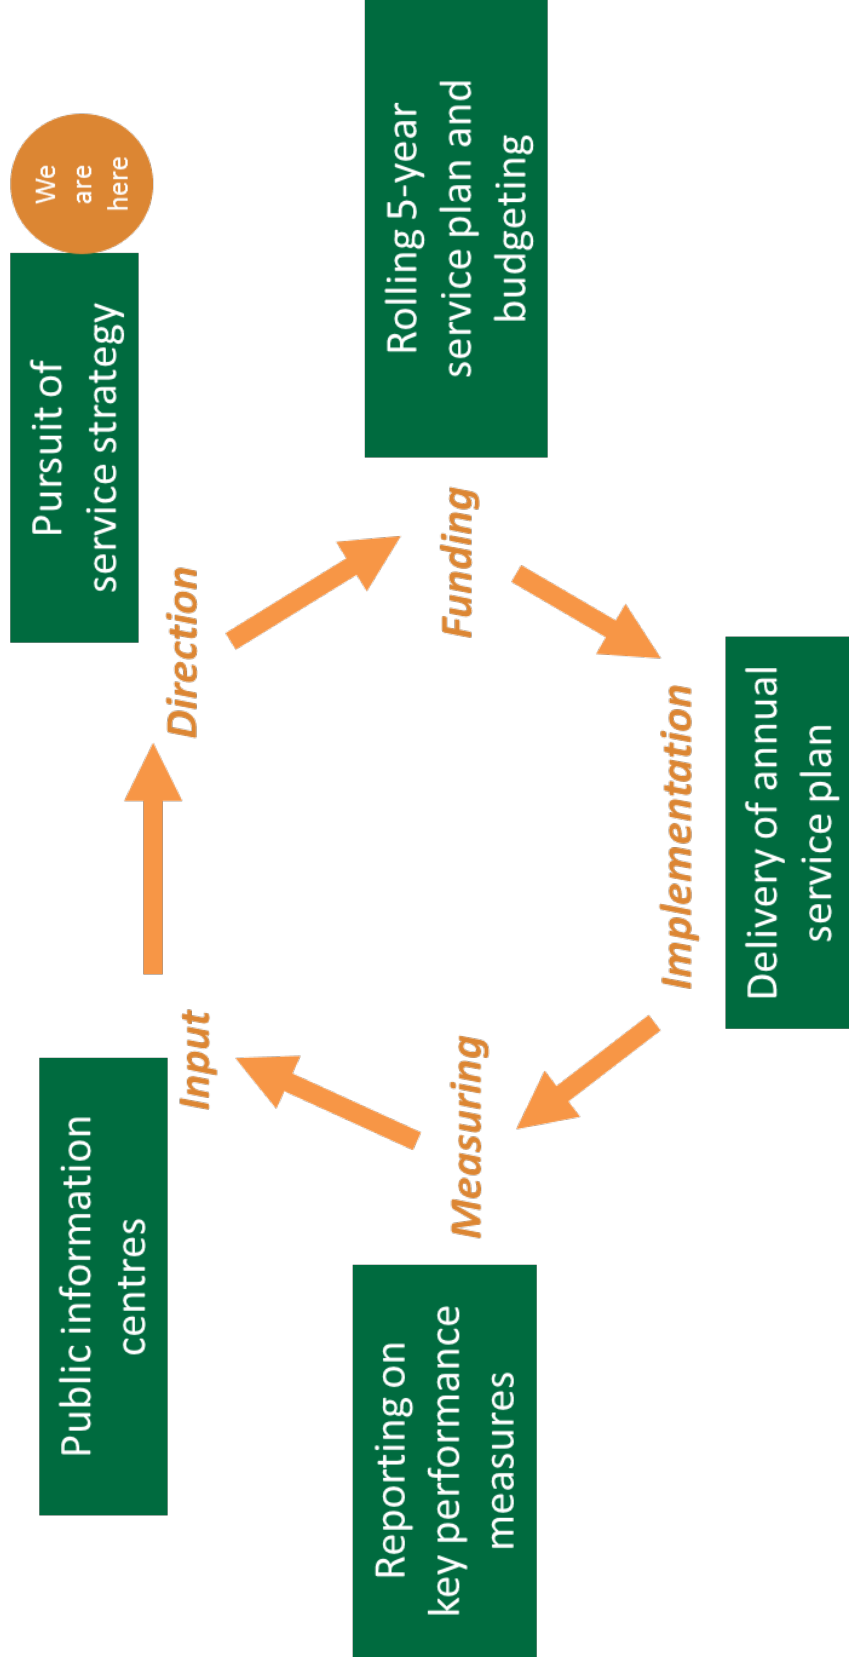 Public information
centres
Pursuit of
service strategy
We
are
here
Input
Direction
Reporting on
key performance
measures
Measuring
Funding
Rolling 5-year
service plan and
budgeting
Implementation
Delivery of annual
service plan